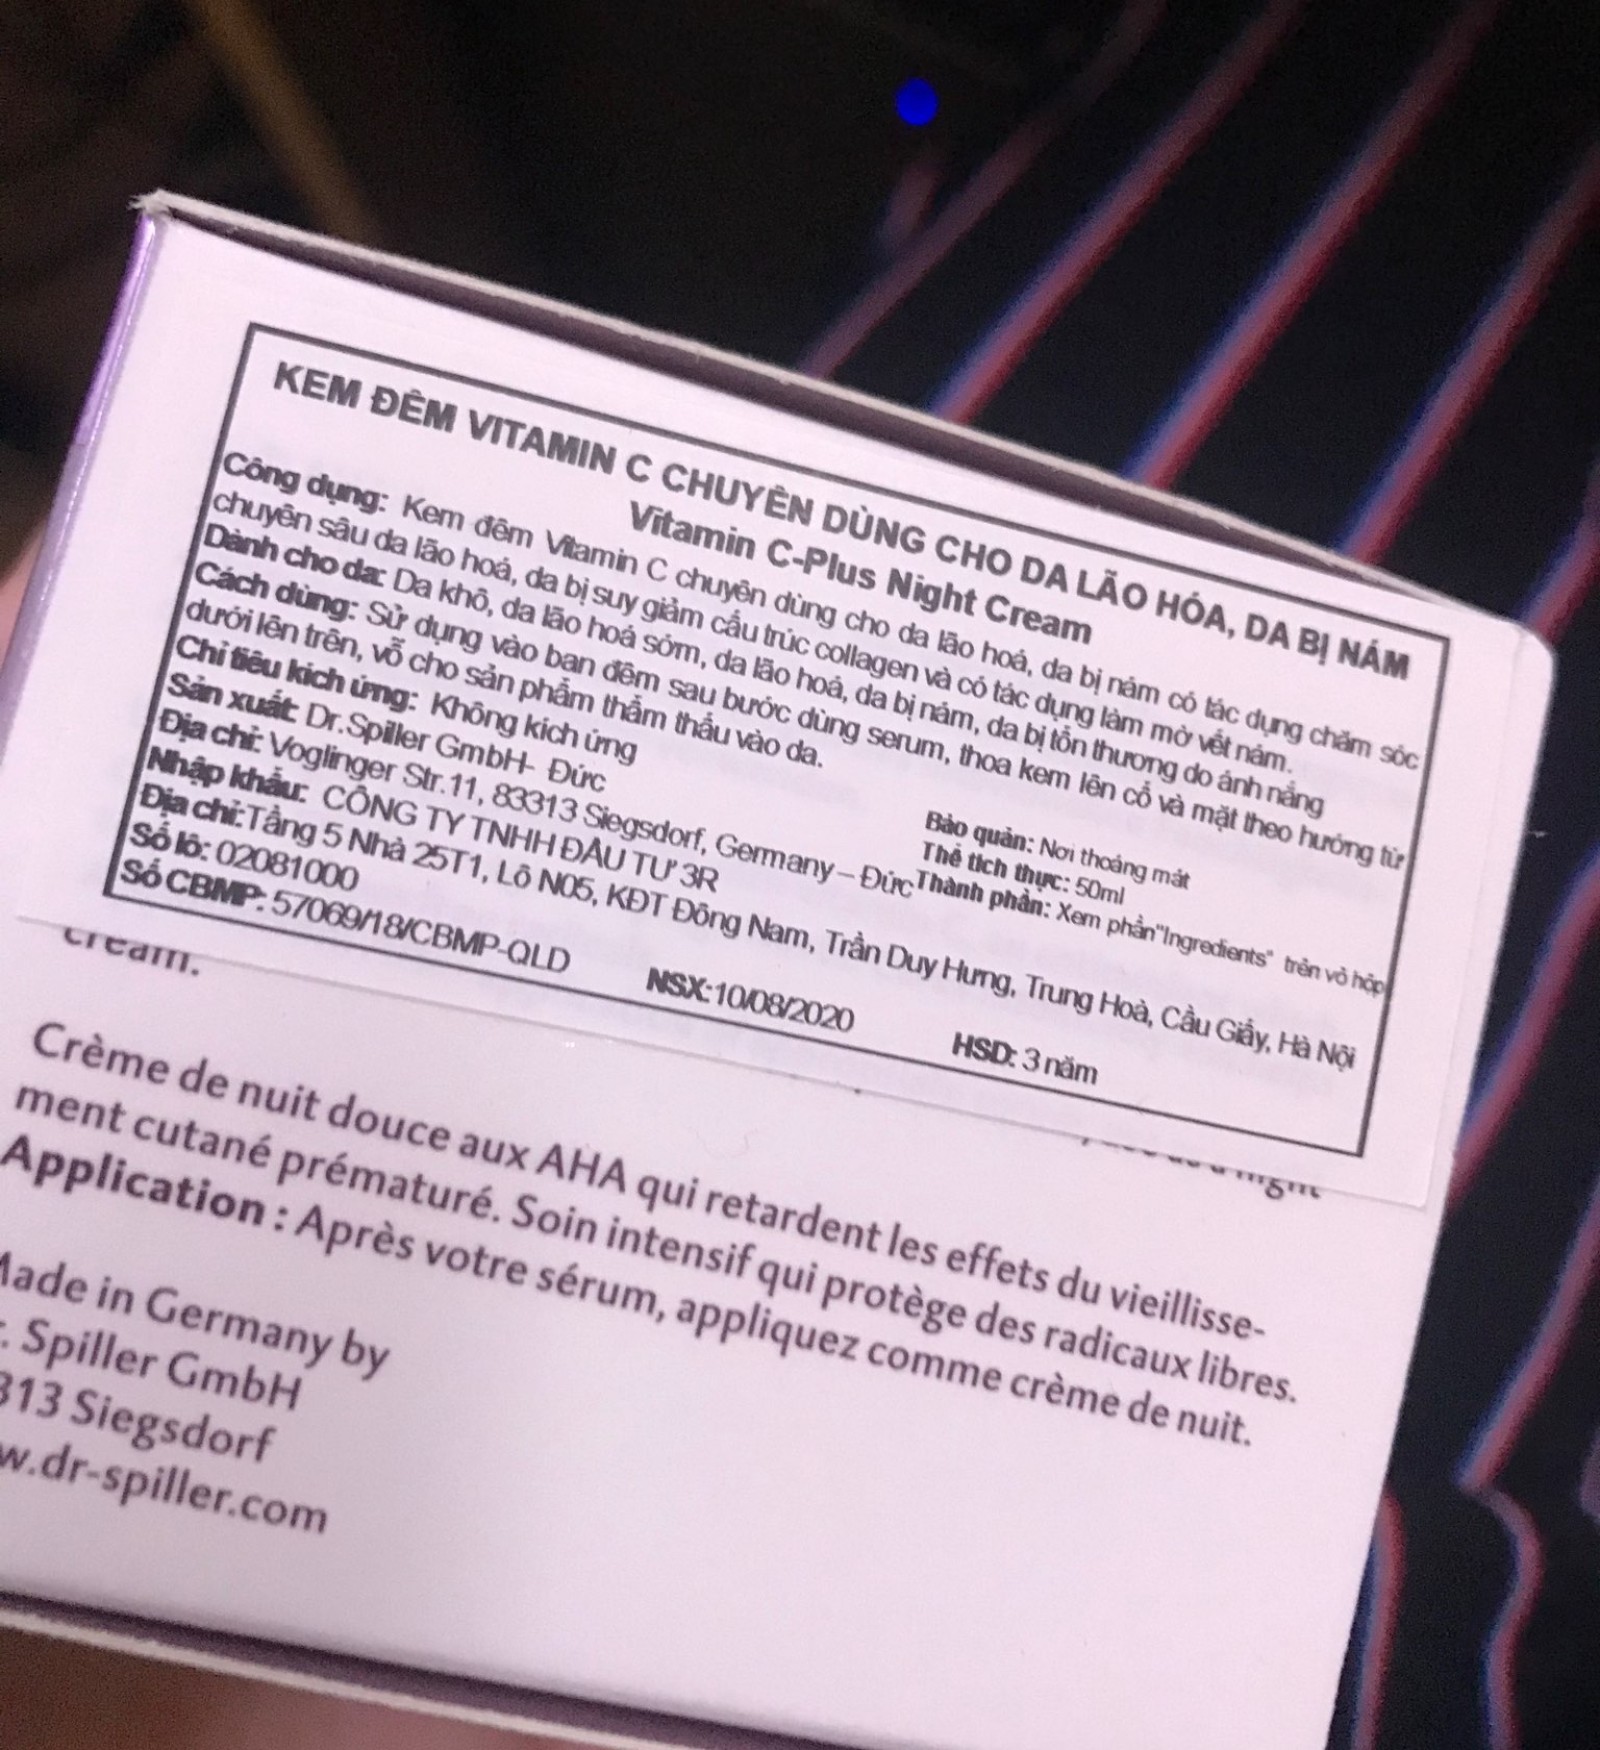 KEM ĐÊM VITAMIN C CHUYÊN DÙNG CHO DA LÃO HÓA, DA BỊ NÁM
Vitamin C-Plus Night Cream
Công dụng: Kem đêm Vitamin C chuyên dùng cho da lão hoá, da bị nám có tác dụng chăm sóc
chuyên sâu da lão hoá, da bị suy giảm cấu trúc collagen và có tác dụng làm mờ vết nám.
Dành cho da: Da khô, da lão hoá sớm, da lão hoá, da bị nám, da bị tổn thương do ánh nắng
Cách dùng: Sử dụng vào ban đêm sau bước dùng serum, thoa kem lên cổ và mặt theo hướng từ
dưới lên trên, vỗ cho sản phẩm thẩm thấu vào da.
Chỉ tiêu kích ứng: Không kích ứng
Bảo quản: Nơi thoáng mát
Sản xuất: Dr.Spiller GmbH- Đức
Thể tích thực: 50ml
Địa chỉ: Voglinger Str.11, 83313 Siegsdorf, Germany – Đức
Thành phần: Xem phần"Ingredients" trên vỏ hộp
Nhập khẩu: CÔNG TY TNHH ĐẦU TƯ 3R
Địa chỉ:Tầng 5 Nhà 25T1, Lô N05, KĐT Đông Nam, Trần Duy Hưng, Trung Hoà, Cầu Giấy, Hà Nội
Số lô: 02081000
NSX:10/08/2020
HSD: 3 năm
Số CBMP: 57069/18/CBMP-QLD
cream.
night
Crème de nuit douce aux AHA qui retardent les effets du vieillisse-
ment cutané prématuré. Soin intensif qui protège des radicaux libres.
Application : Après votre sérum, appliquez comme crème de nuit.
Made in Germany by
. Spiller GmbH
313 Siegsdorf
w.dr-spiller.com